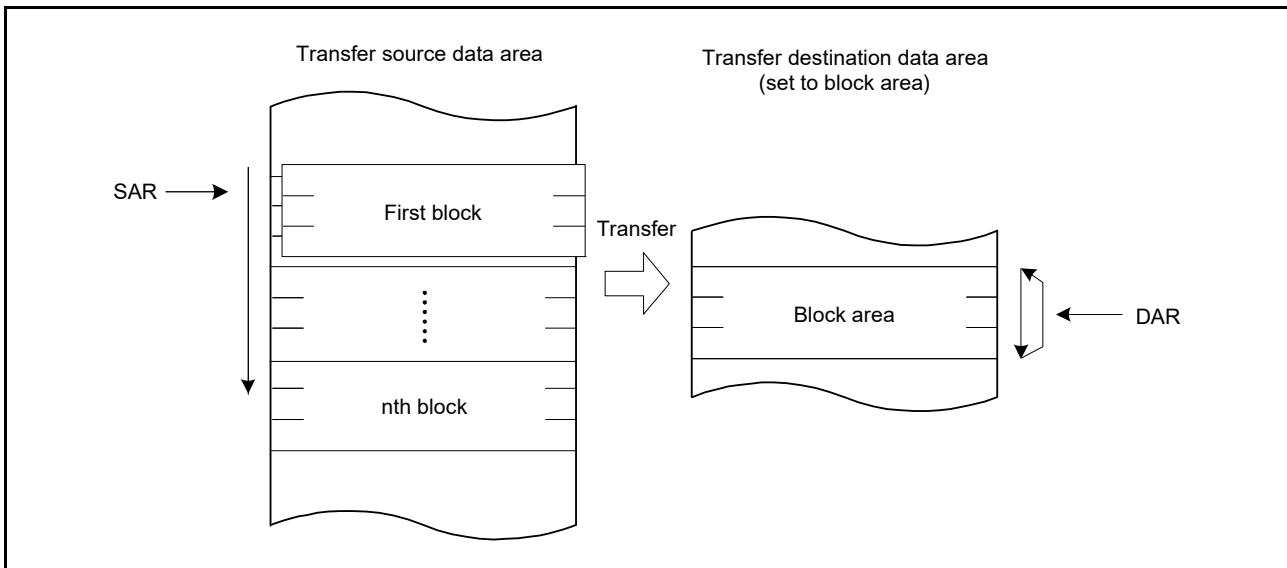 Transfer source data area
Transfer destination data area
(set to block area)
SAR
First block
Transfer
Block area
DAR
nth block